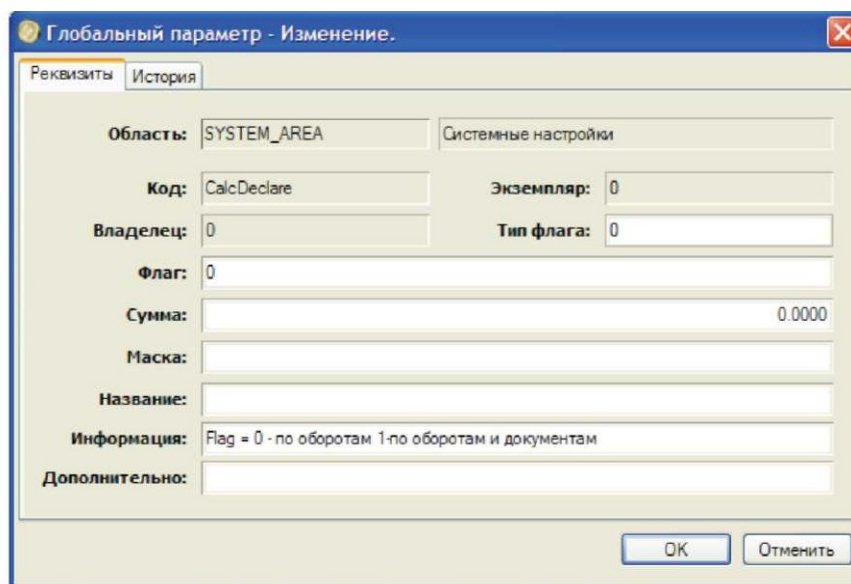 Глобальный параметр - Изменение.
Реквизиты История
Область: SYSTEM_AREA Системные настройки
Код: CalcDeclare Экземпляр: 0
Владелец: 0 Тип флага: 0
Флаг: 0
Сумма: 0.0000
Маска:
Название:
Информация: Flag = 0 - по оборотам 1-по оборотам и документам
Дополнительно:
OK Отменить